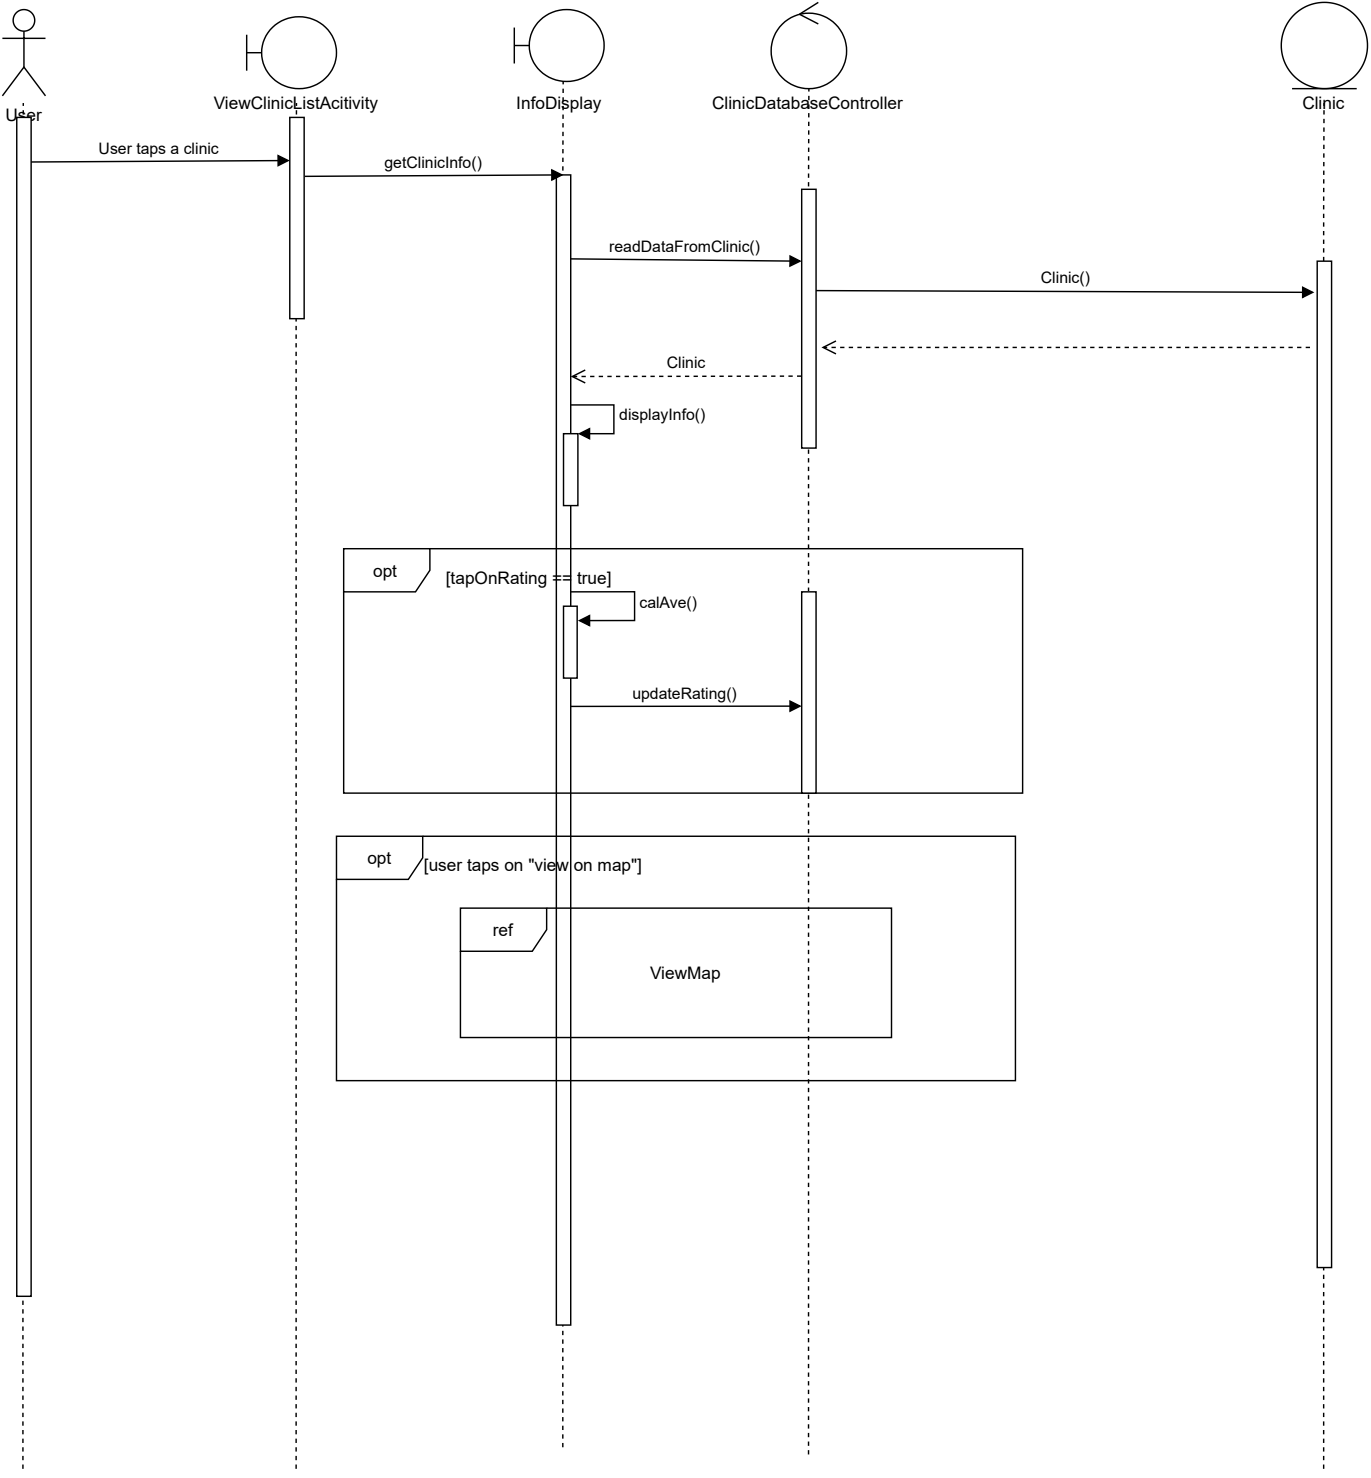 User
ViewClinicListAcitivity
InfoDisplay
ClinicDatabaseController
Clinic
User taps a clinic
getClinicInfo()
readDataFromClinic()
Clinic()
Clinic
displayInfo()
opt
[tapOnRating == true]
calAve()
updateRating()
opt
[user taps on "view on map"]
ref
ViewMap